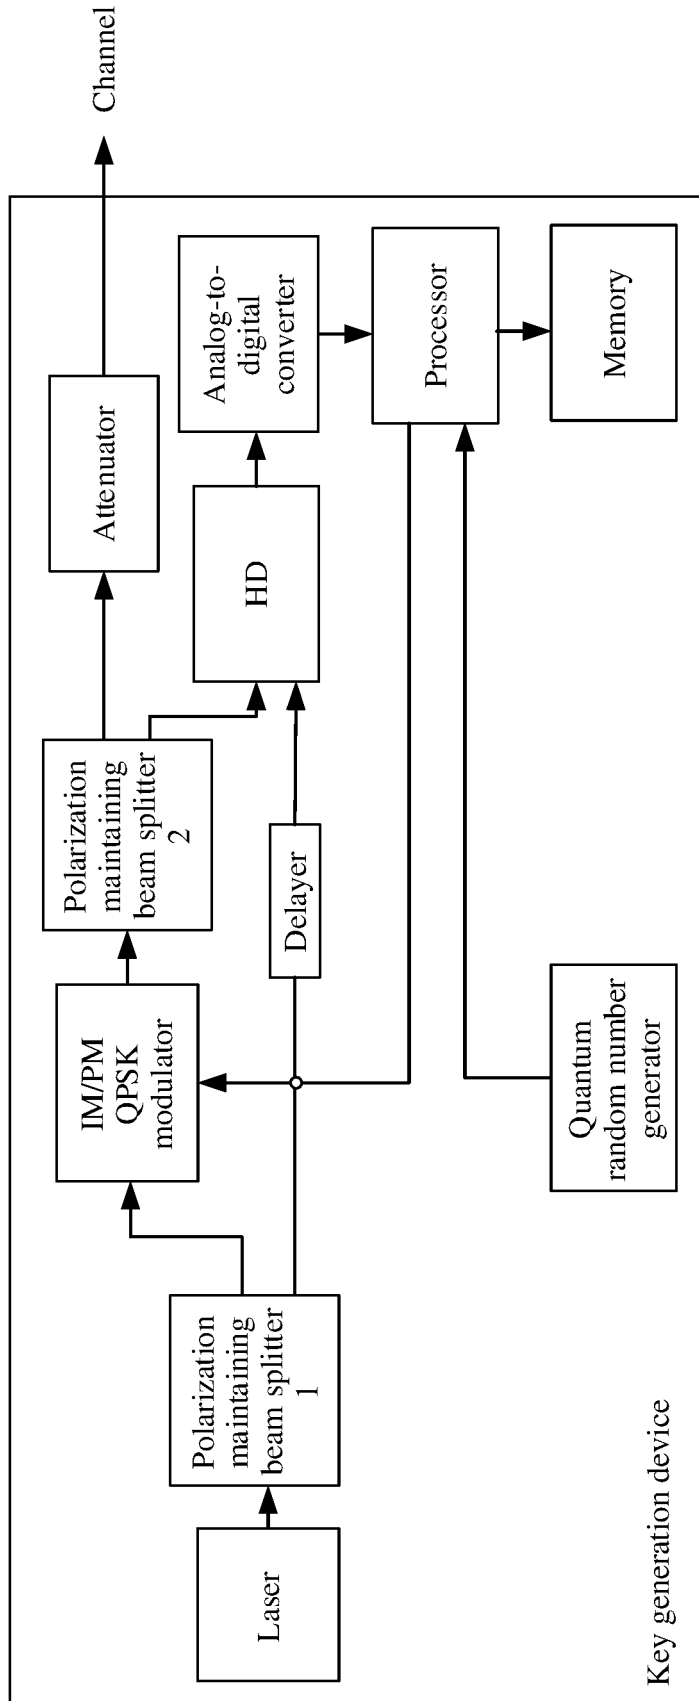 Laser
Polarization
maintaining
beam splitter
1
IM/PM
QPSK
modulator
Polarization
maintaining
beam splitter
2
Attenuator
Channel
Delayer
HD
Analog-to-
digital
converter
Processor
Memory
Quantum
random number
generator
Key generation device